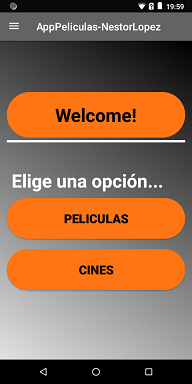 19:59
AppPeliculas-NestorLopez
Welcome!
Elige una opción...
PELICULAS
CINES